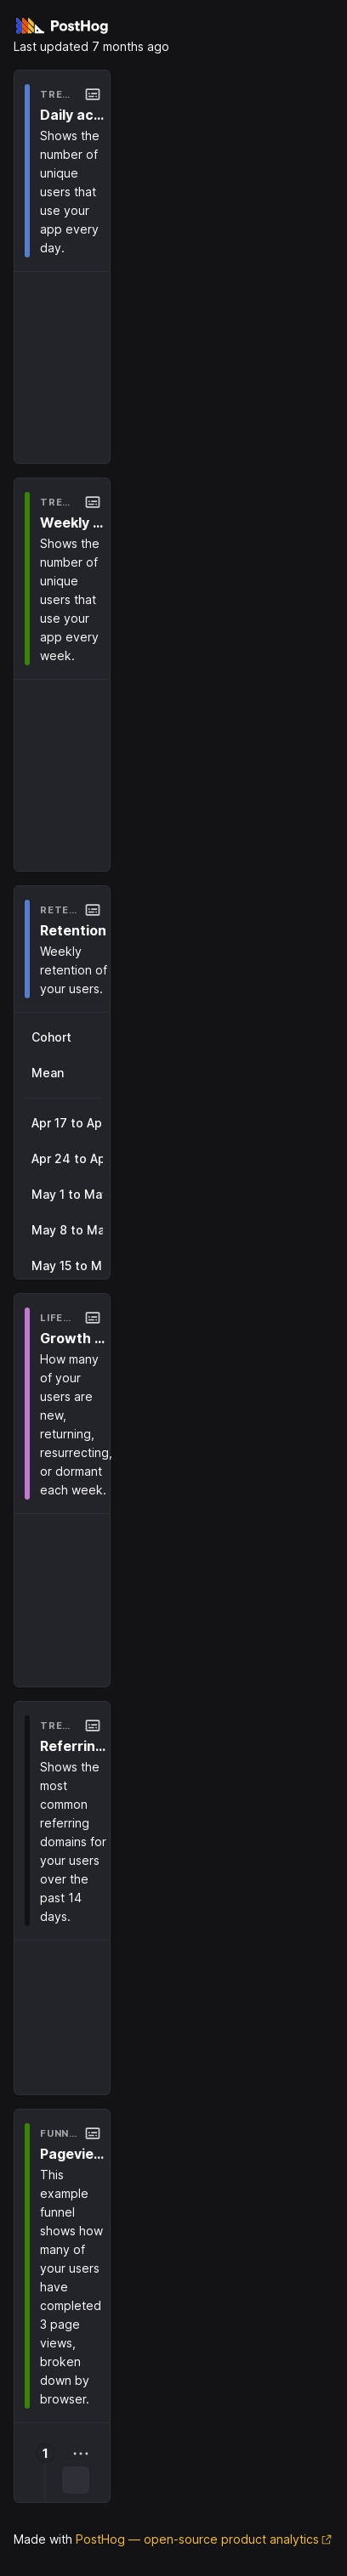 PostHog
Last updated 7 months ago
TRE...
Daily ac...
Shows the
number of
unique
users that
use your
app every
day.
TRE...
Weekly ...
Shows the
number of
unique
users that
use your
app every
week.
RETE...
Retention
Weekly
retention of
your users.
Cohort
Mean
Apr 17 to Ap
Apr 24 to Ap
May 1 to Ma
May 8 to Ma
May 15 to M
LIFE...
Growth ...
How many
of your
users are
new,
returning,
resurrecting,
or dormant
each week.
TRE...
Referrin...
Shows the
most
common
referring
domains for
your users
over the
past 14
days.
FUNN...
Pagevie...
This
example
funnel
shows how
many of
your users
have
completed
3 page
views,
broken
down by
browser.
1
Made with PostHog — open-source product analytics